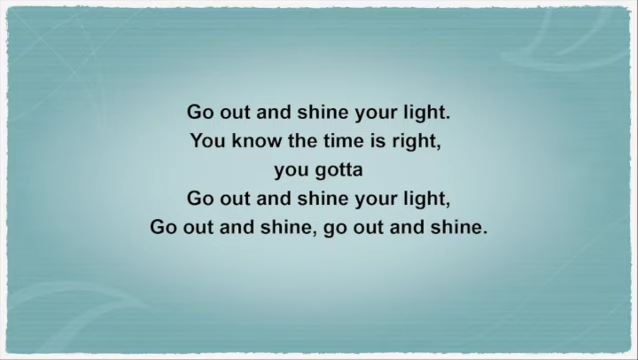 Go out and shine your light.
You know the time is right,
you gotta
Go out and shine your light,
Go out and shine, go out and shine.